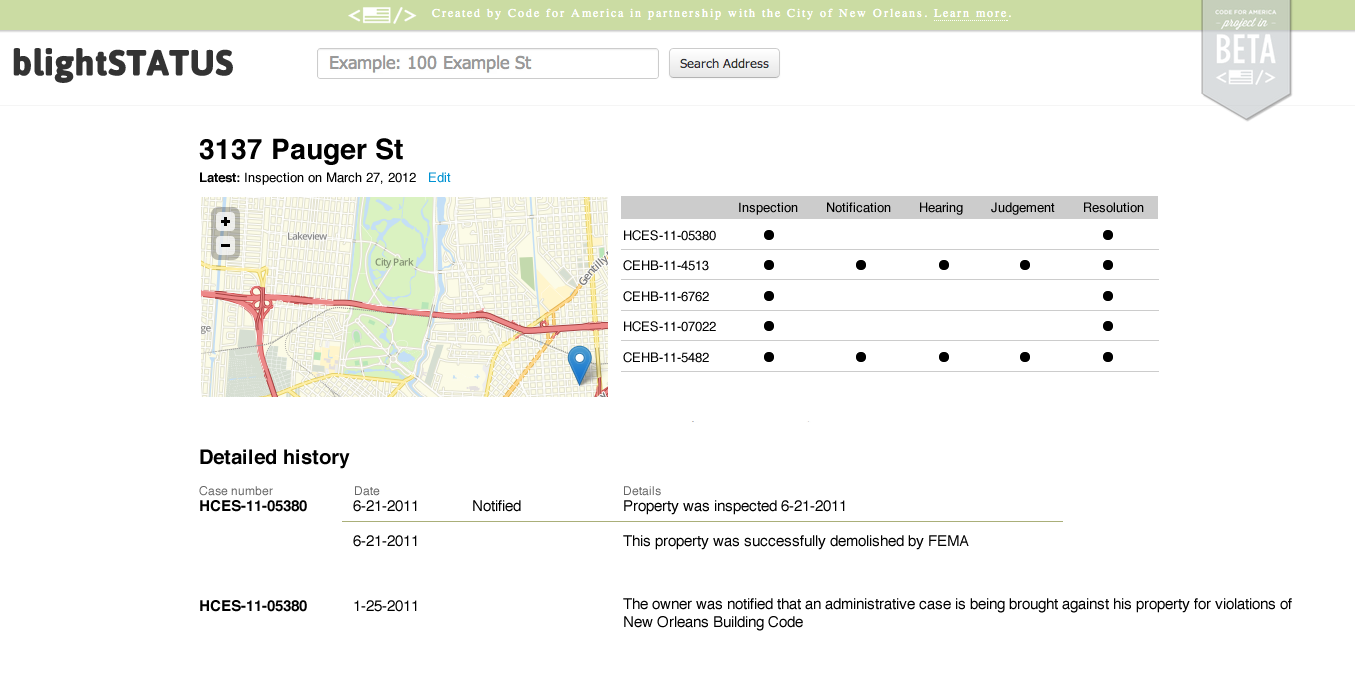 </> Created by Code for America in partnership with the City of New Orleans. Learn more.
CODE FOR AMERICA
project in
BETA
</>
blightSTATUS
Example: 100 Example St
Search Address
3137 Pauger St
Latest: Inspection on March 27, 2012 Edit
+
−
Lakeview
City Park
Gentilly
ge
Inspection Notification Hearing Judgement Resolution
HCES-11-05380
CEHB-11-4513
CEHB-11-6762
HCES-11-07022
CEHB-11-5482
Detailed history
Case number Date Details
HCES-11-05380 6-21-2011 Notified Property was inspected 6-21-2011
6-21-2011 This property was successfully demolished by FEMA
HCES-11-05380 1-25-2011 The owner was notified that an administrative case is being brought against his property for violations of
New Orleans Building Code